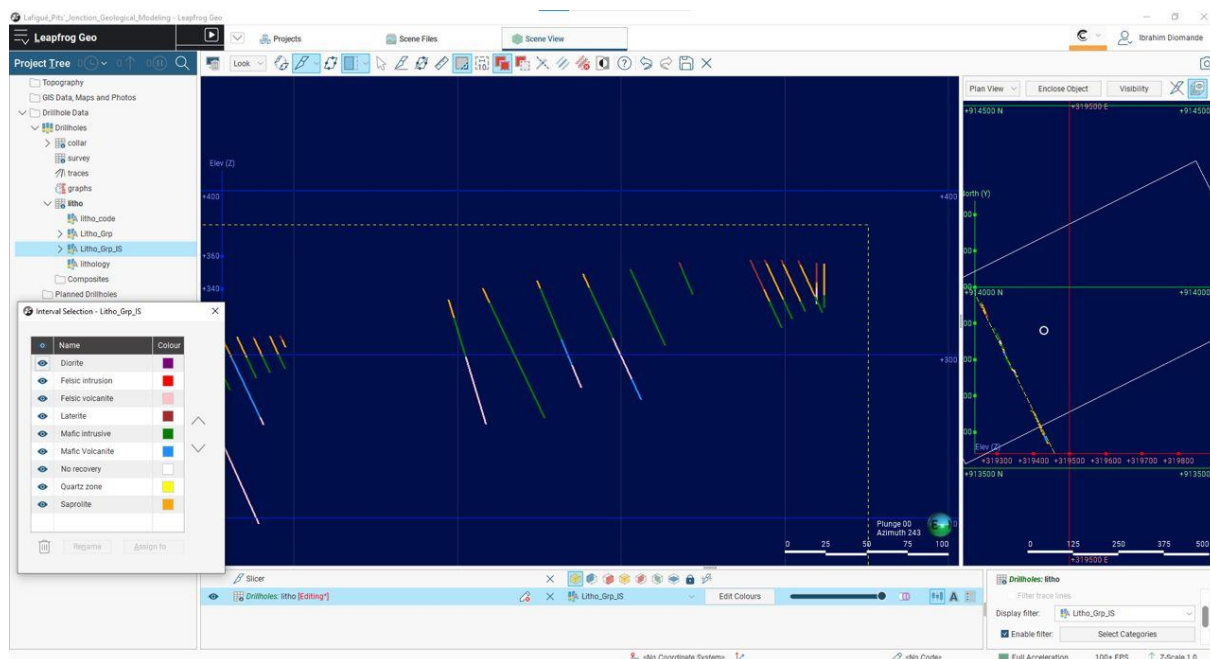 Lafigué_Pits'_Jonction_Geological_Modeling - Leapfrog Geo
Leapfrog Geo
Projects
Scene Files
Scene View
Ibrahim Diomande
Project Tree
Look
Topography
GIS Data, Maps and Photos
Drillhole Data
Drillholes
collar
survey
traces
graphs
litho
litho_code
Litho_Grp
Litho_Grp_IS
lithology
Composites
Planned Drillholes
Interval Selection - Litho_Grp_IS
Name Colour
Diorite
Felsic intrusion
Felsic volcanite
Laterite
Mafic intrusive
Mafic Volcanite
No recovery
Quartz zone
Saprolite
Rename Assign to
Elev (Z)
+400 +400
+360
+340
+300
Plunge 00
Azimuth 243
0 25 50 75 100
Plan View Enclose Object Visibility
+914500 N +319500 E +914500
North (Y)
+914000 N +914000
Elev (Z)
+319300 +319400 +319500 +319600 +319700 +319800
+913500 N +913500
0 125 250 375 500
+319500 E
Slicer
Drillholes: litho [Editing*] Litho_Grp_IS Edit Colours
Drillholes: litho
Filter trace lines
Display filter: Litho_Grp_IS
Enable filter: Select Categories
<No Coordinate System> <No Code> Full Acceleration 100+ FPS Z-Scale 1.0